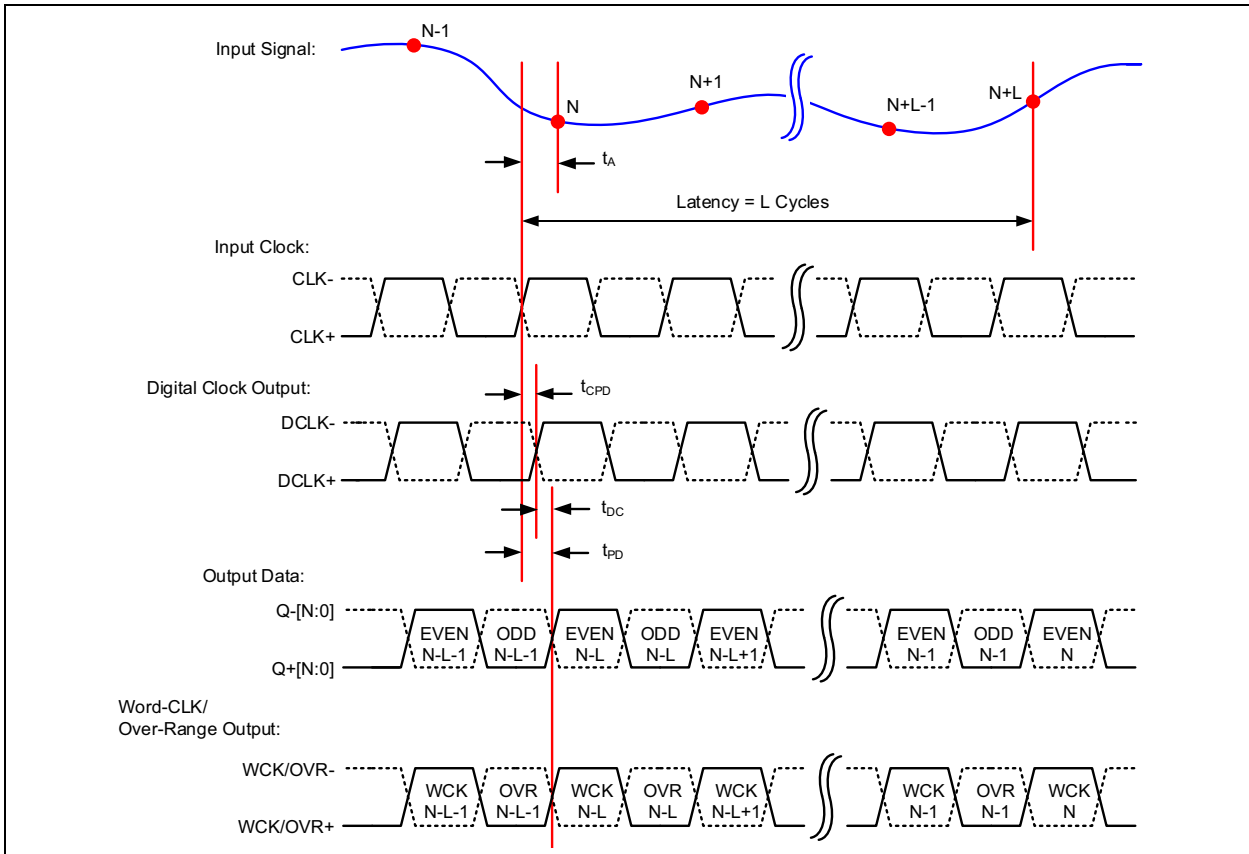 N-1
Input Signal:
N
N+1
N+L-1
N+L
tA
Latency = L Cycles
Input Clock:
CLK-
CLK+
Digital Clock Output:
tCPD
DCLK-
DCLK+
tDC
tPD
Output Data:
Q-[N:0]
EVEN ODD EVEN ODD EVEN EVEN ODD EVEN
N-L-1 N-L-1 N-L N-L N-L+1 N-1 N-1 N
Q+[N:0]
Word-CLK/
Over-Range Output:
WCK/OVR-
WCK OVR WCK OVR WCK WCK OVR WCK
N-L-1 N-L-1 N-L N-L N-L+1 N-1 N-1 N
WCK/OVR+